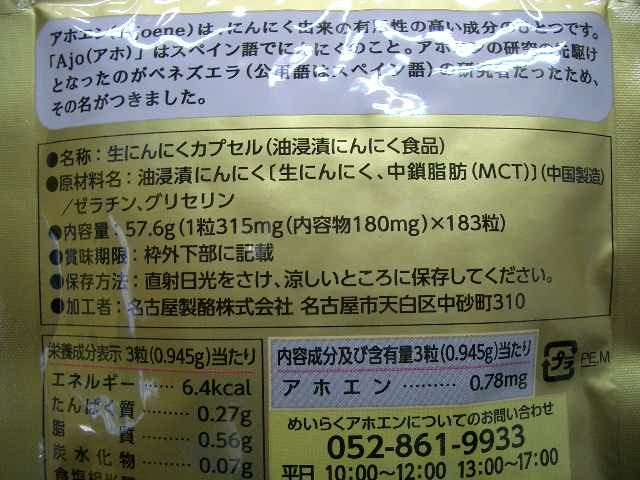 アホエン(Ajoene)は、にんにく由来の有用性の高い成分のひとつです。
「Ajo(アホ)」はスペイン語でにんにくのこと。アホエンの研究の先駆け
となったのがベネズエラ(公用語はスペイン語)の研究者だったため、
その名がつきました。
●名称：生にんにくカプセル(油浸漬にんにく食品)
●原材料名：油浸漬にんにく〔生にんにく、中鎖脂肪(MCT)〕(中国製造)
/ゼラチン、グリセリン
●内容量：57.6g(1粒315mg(内容物180mg)×183粒)
●賞味期限：枠外下部に記載
●保存方法：直射日光をさけ、涼しいところに保存してください。
●加工者：名古屋製酪株式会社 名古屋市天白区中砂町310
栄養成分表示 3粒(0.945g)当たり
エネルギー……… 6.4kcal
たんぱく質……… 0.27g
脂質……… 0.56g
炭水化物……… 0.07g
内容成分及び含有量3粒(0.945g)当たり
アホエン……………… 0.78mg
プラ
PE,M
めいらくアホエンについてのお問い合わせ
052-861-9933
平日 10:00〜12:00 13:00〜17:00